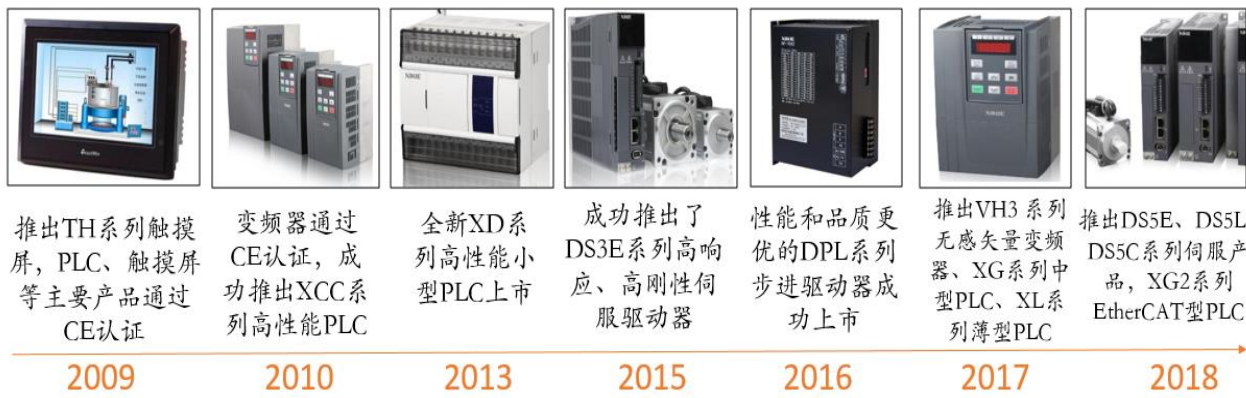 推出TH系列触摸
屏，PLC、触摸屏
等主要产品通过
CE认证
变频器通过
CE认证，成
功推出XCC系
列高性能PLC
全新XD系
列高性能小
型PLC上市
成功推出了
DS3E系列高响
应、高刚性伺
服驱动器
性能和品质更
优的DPL系列
步进驱动器成
功上市
推出VH3 系列
无感矢量变频
器、XG系列中
型PLC、XL系
列薄型PLC
推出DS5E、DS5L
DS5C系列伺服产
品，XG2系列
EtherCAT型PLC
2009
2010
2013
2015
2016
2017
2018